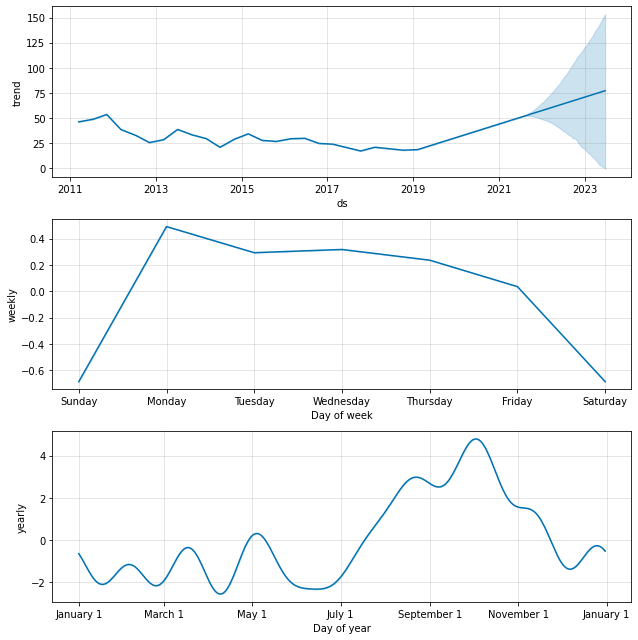 150
125
100
75
50
25
0
trend
2011 2013 2015 2017 2019 2021 2023
ds
0.4
0.2
0.0
−0.2
−0.4
−0.6
weekly
Sunday Monday Tuesday Wednesday Thursday Friday Saturday
Day of week
4
2
0
−2
yearly
January 1 March 1 May 1 July 1 September 1 November 1 January 1
Day of year